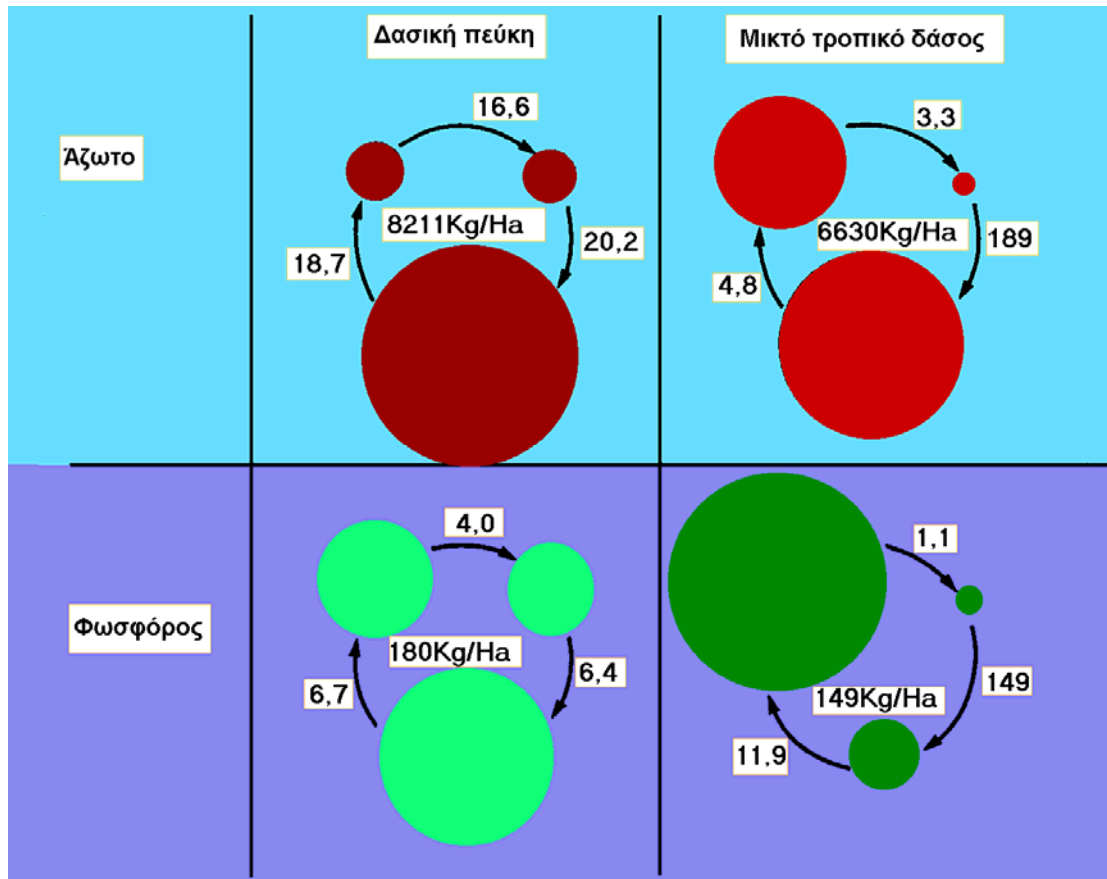 Δασική πεύκη
Μικτό τροπικό δάσος
Άζωτο
16,6
8211Kg/Ha
18,7
20,2
3,3
6630Kg/Ha
189
4,8
Φωσφόρος
4,0
180Kg/Ha
6,7
6,4
1,1
149Kg/Ha
149
11,9